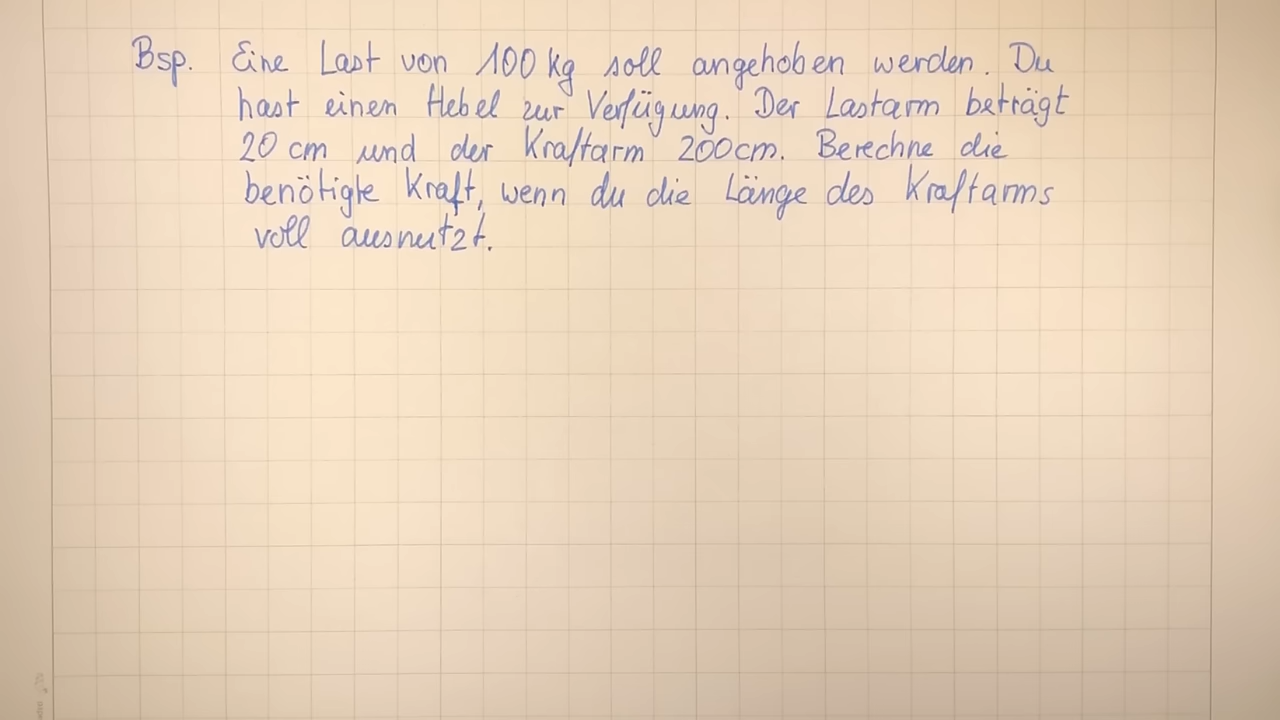 Bsp. Eine Last von 100 kg soll angehoben werden. Du
hast einen Hebel zur Verfügung. Der Lastarm beträgt
20 cm und der Kraftarm 200cm. Berechne die
benötigte Kraft, wenn du die Länge des Kraftarms
voll ausnutzt.